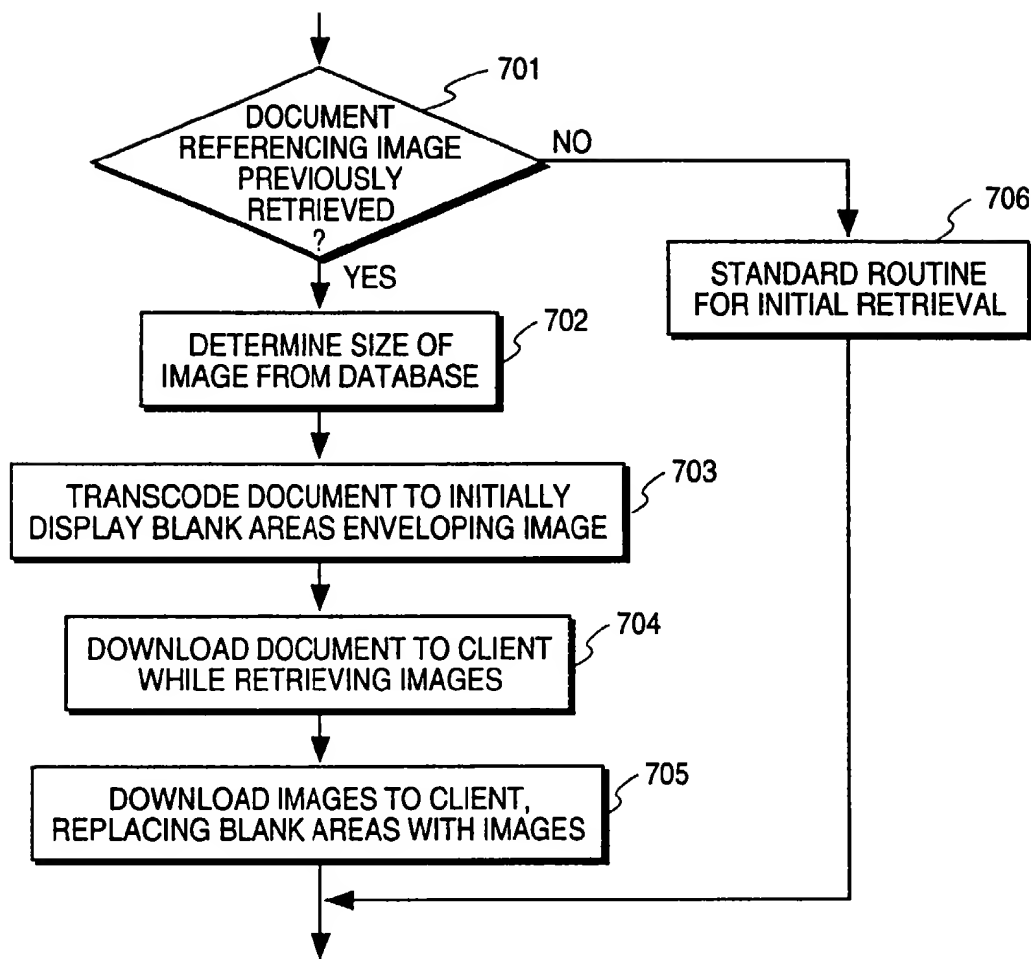 701
DOCUMENT
REFERENCING IMAGE
PREVIOUSLY
RETRIEVED
?
NO
YES
706
STANDARD ROUTINE
FOR INITIAL RETRIEVAL
702
DETERMINE SIZE OF
IMAGE FROM DATABASE
703
TRANSCODE DOCUMENT TO INITIALLY
DISPLAY BLANK AREAS ENVELOPING IMAGE
704
DOWNLOAD DOCUMENT TO CLIENT
WHILE RETRIEVING IMAGES
705
DOWNLOAD IMAGES TO CLIENT,
REPLACING BLANK AREAS WITH IMAGES